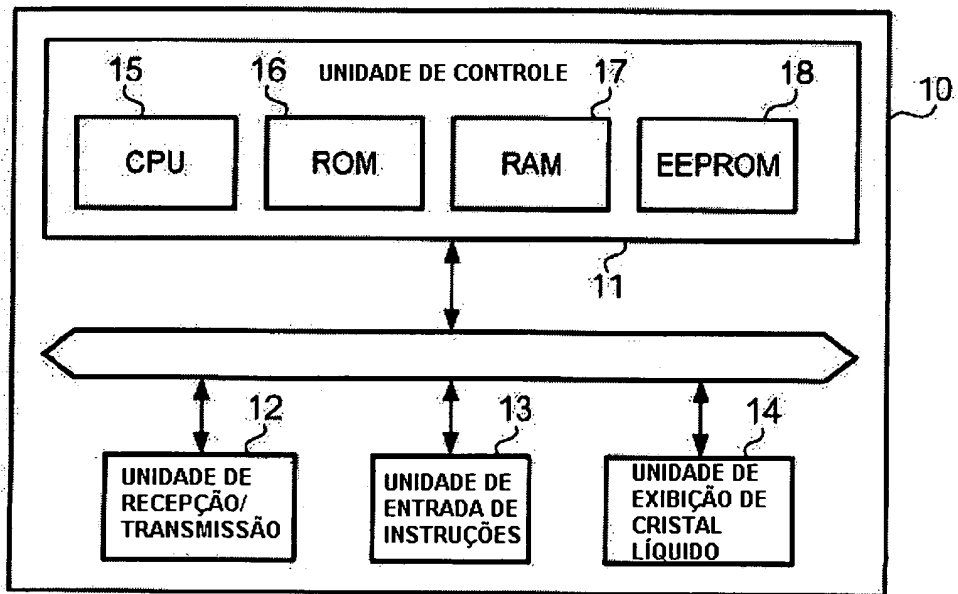 15
16
UNIDADE DE CONTROLE
17
18
10
CPU
ROM
RAM
EEPROM
11
12
13
14
UNIDADE DE
RECEPÇÃO/
TRANSMISSÃO
UNIDADE DE
ENTRADA DE
INSTRUÇÕES
UNIDADE DE
EXIBIÇÃO DE
CRISTAL
LÍQUIDO